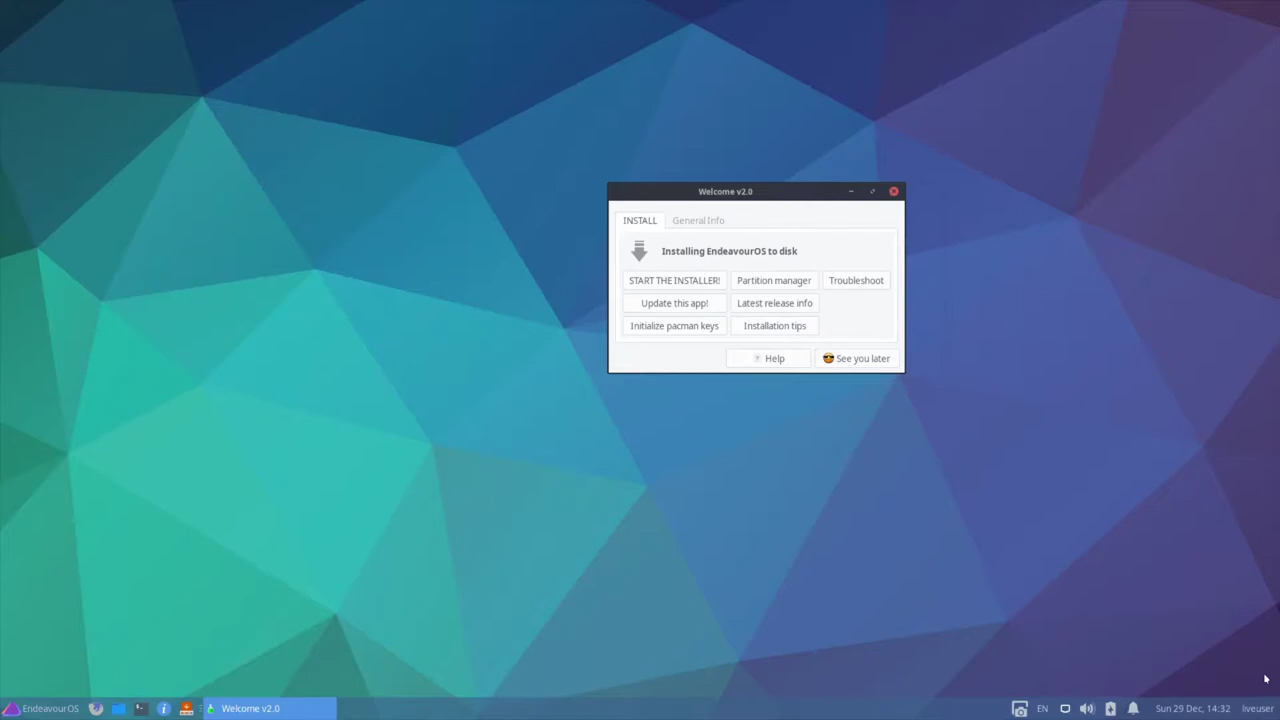 Welcome v2.0
INSTALL General Info
Installing EndeavourOS to disk
START THE INSTALLER! Partition manager Troubleshoot
Update this app! Latest release info
Initialize pacman keys Installation tips
? Help See you later
EndeavourOS Welcome v2.0 EN Sun 29 Dec, 14:32 liveuser